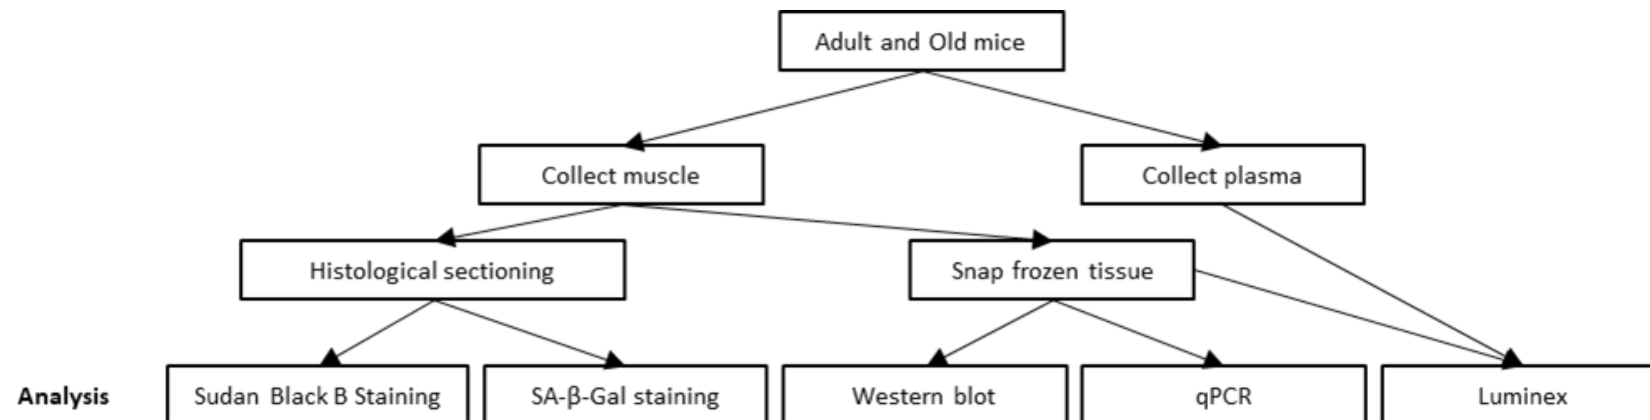 Adult and Old mice
Collect muscle
Collect plasma
Histological sectioning
Snap frozen tissue
Analysis
Sudan Black B Staining
SA-β-Gal staining
Western blot
qPCR
Luminex